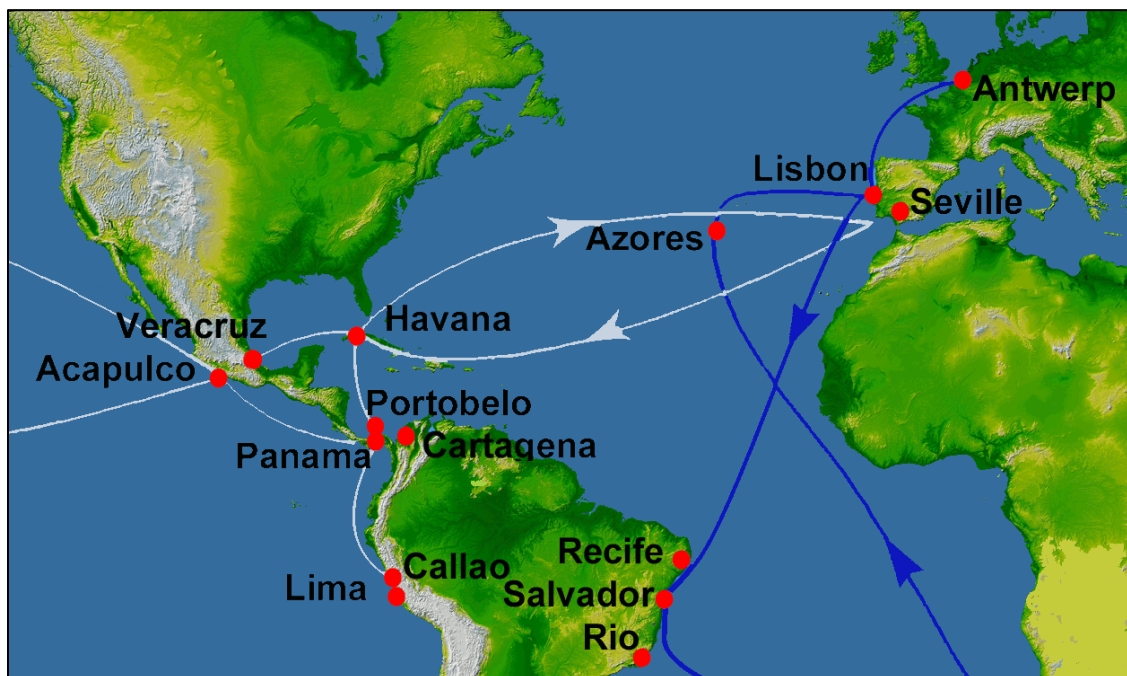 Antwerp
Lisbon
Seville
Azores
Havana
Veracruz
Acapulco
Portobelo
Cartagena
Panama
Recife
Callao
Lima
Salvador
Rio